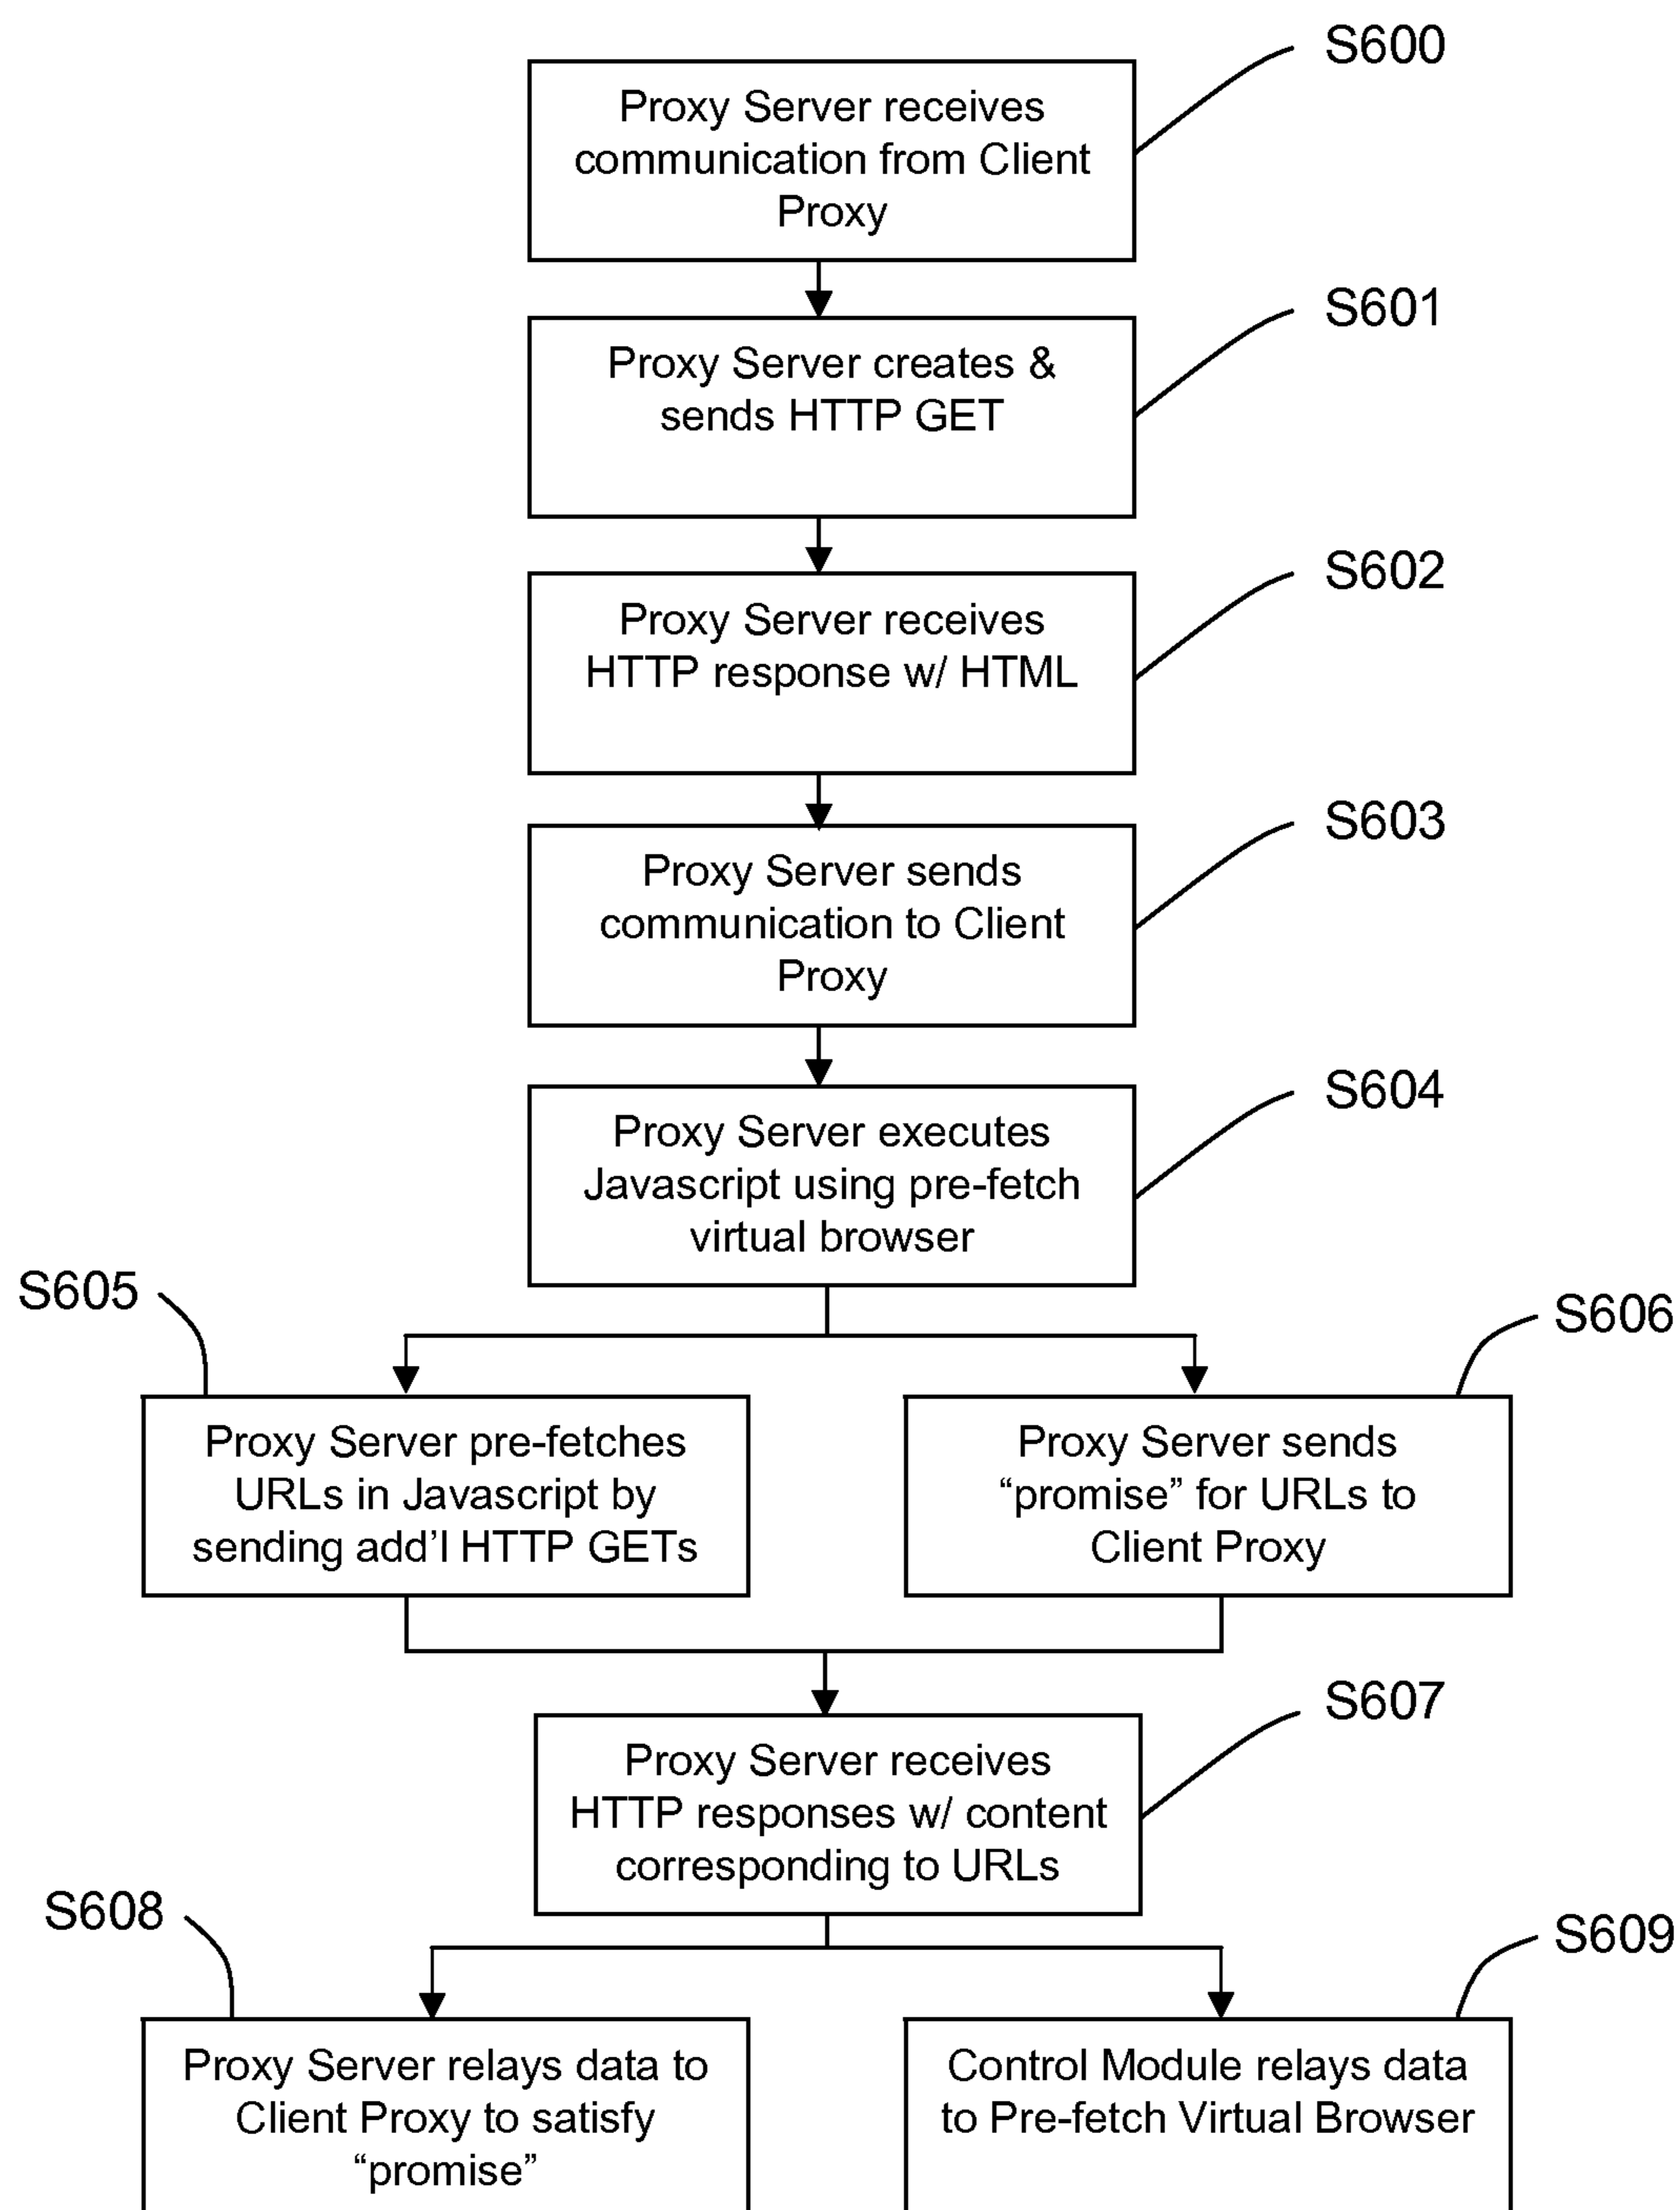 S600
Proxy Server receives
communication from Client
Proxy
S601
Proxy Server creates &
sends HTTP GET
S602
Proxy Server receives
HTTP response w/ HTML
S603
Proxy Server sends
communication to Client
Proxy
S604
Proxy Server executes
Javascript using pre-fetch
virtual browser
S605
Proxy Server pre-fetches
URLs in Javascript by
sending add’l HTTP GETs
S606
Proxy Server sends
“promise” for URLs to
Client Proxy
S607
Proxy Server receives
HTTP responses w/ content
corresponding to URLs
S608
Proxy Server relays data to
Client Proxy to satisfy
“promise”
S609
Control Module relays data
to Pre-fetch Virtual Browser